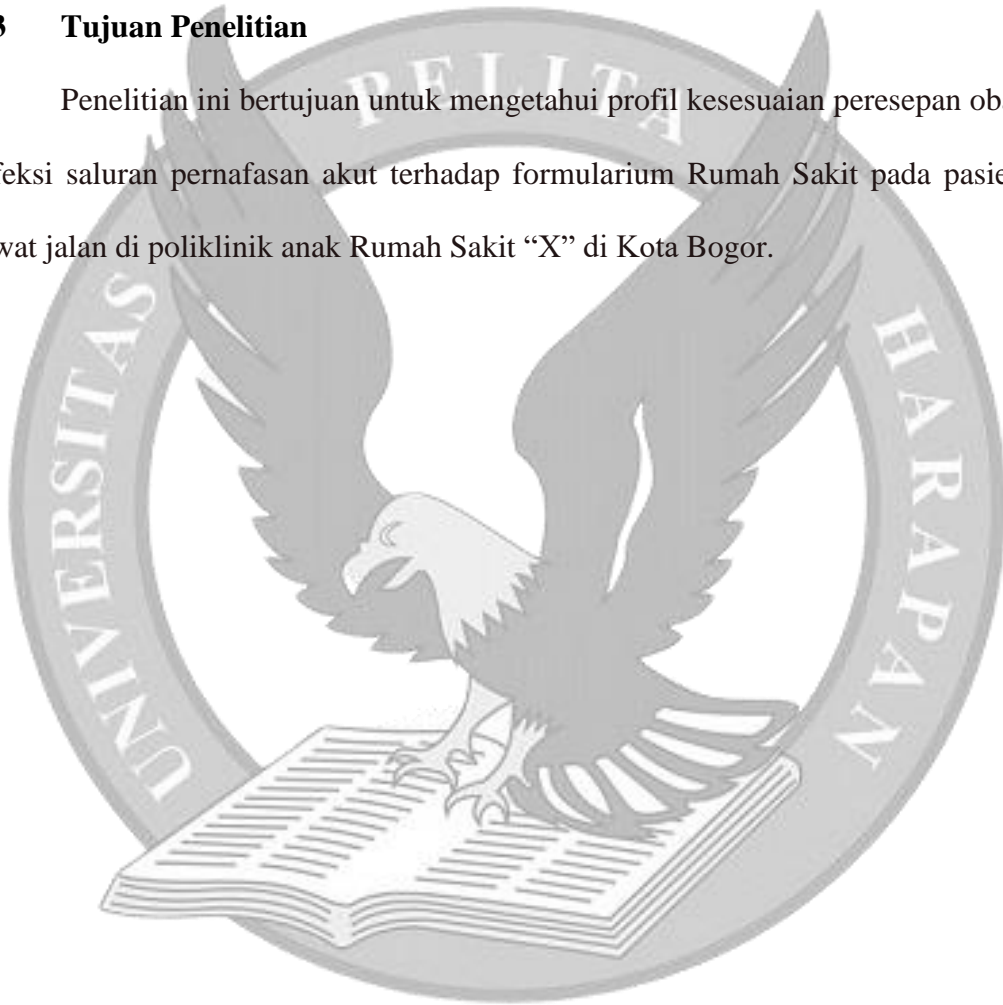 3 Tujuan Penelitian
Penelitian ini bertujuan untuk mengetahui profil kesesuaian peresepan ob
feksi saluran pernafasan akut terhadap formularium Rumah Sakit pada pasie
wat jalan di poliklinik anak Rumah Sakit “X” di Kota Bogor.
UNIVERSITAS PELITA HARAPAN